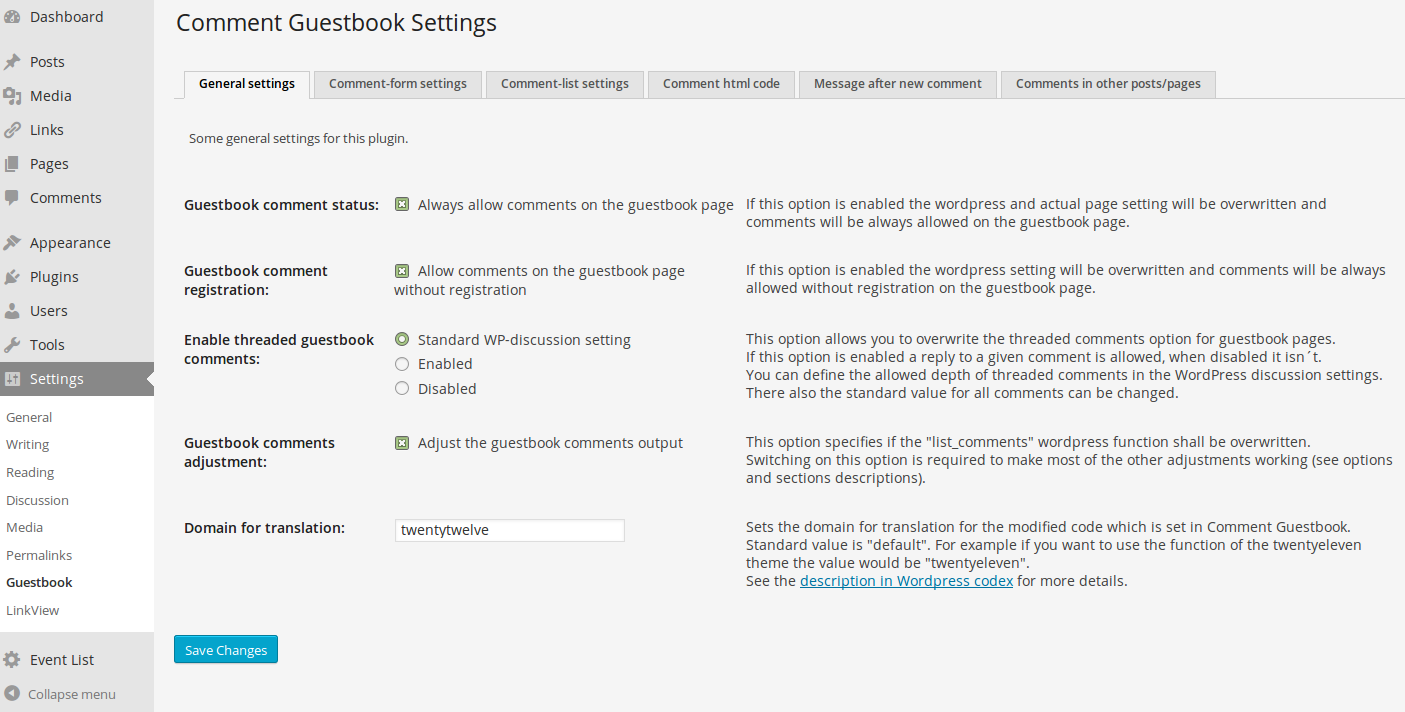 Dashboard
Posts
Media
Links
Pages
Comments
Appearance
Plugins
Users
Tools
Settings
General
Writing
Reading
Discussion
Media
Permalinks
Guestbook
LinkView
Event List
Collapse menu
Comment Guestbook Settings
General settings
Comment-form settings
Comment-list settings
Comment html code
Message after new comment
Comments in other posts/pages
Some general settings for this plugin.
Guestbook comment status:
Always allow comments on the guestbook page
If this option is enabled the wordpress and actual page setting will be overwritten and
comments will be always allowed on the guestbook page.
Guestbook comment
registration:
Allow comments on the guestbook page
without registration
If this option is enabled the wordpress setting will be overwritten and comments will be always
allowed without registration on the guestbook page.
Enable threaded guestbook
comments:
Standard WP-discussion setting
Enabled
Disabled
This option allows you to overwrite the threaded comments option for guestbook pages.
If this option is enabled a reply to a given comment is allowed, when disabled it isn´t.
You can define the allowed depth of threaded comments in the WordPress discussion settings.
There also the standard value for all comments can be changed.
Guestbook comments
adjustment:
Adjust the guestbook comments output
This option specifies if the "list_comments" wordpress function shall be overwritten.
Switching on this option is required to make most of the other adjustments working (see options
and sections descriptions).
Domain for translation:
twentytwelve
Sets the domain for translation for the modified code which is set in Comment Guestbook.
Standard value is "default". For example if you want to use the function of the twentyeleven
theme the value would be "twentyeleven".
See the description in Wordpress codex for more details.
Save Changes